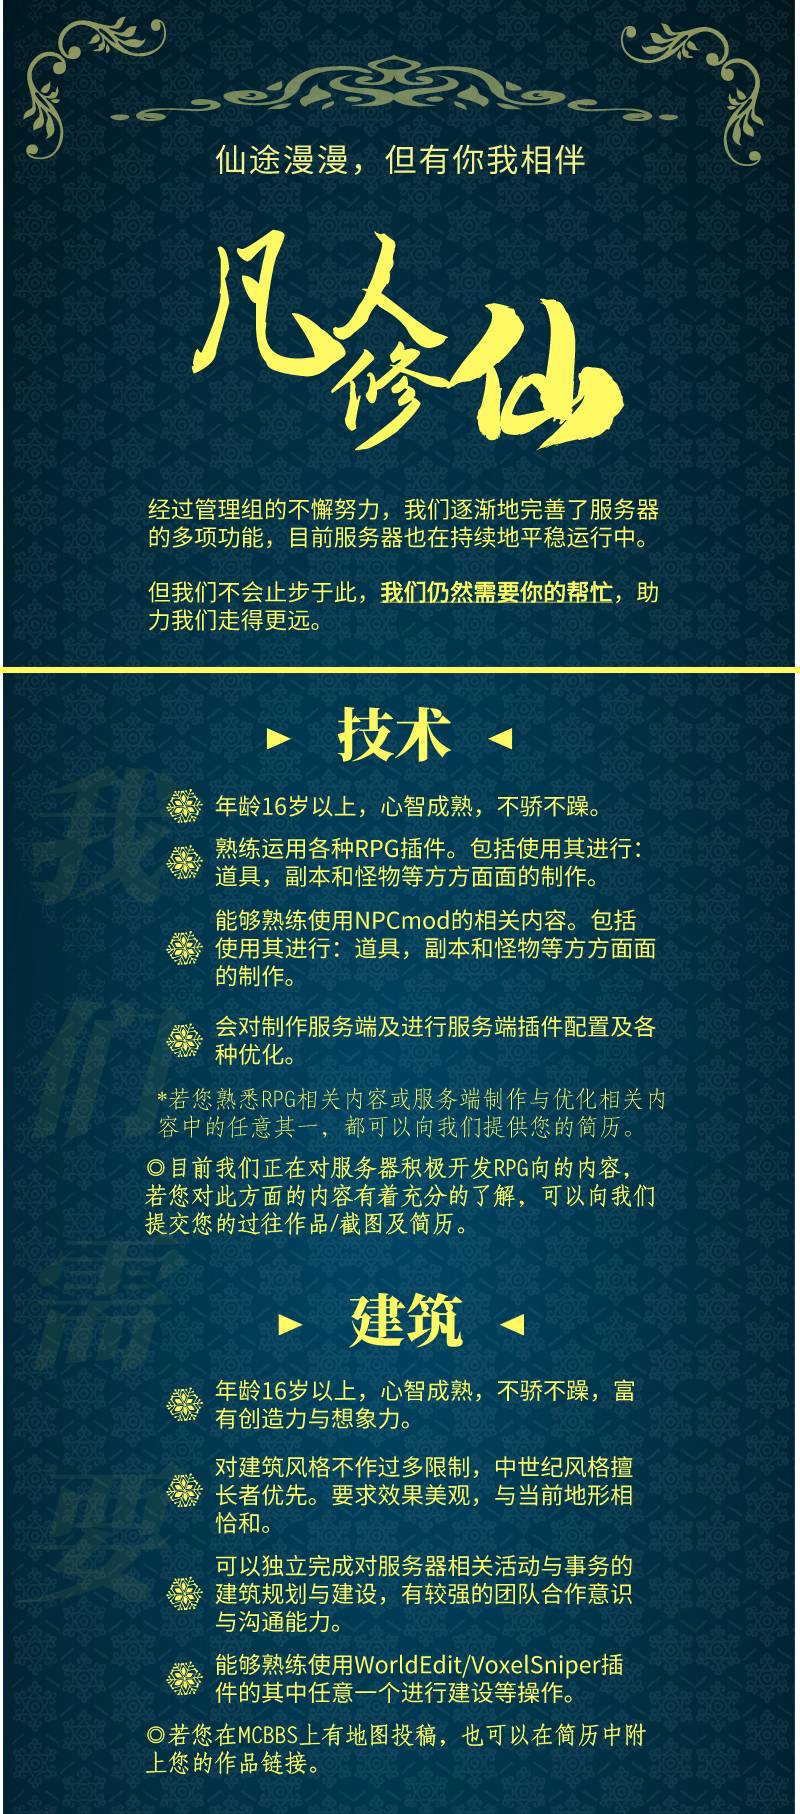 仙途漫漫，但有你我相伴
凡人修仙
经过管理组的不懈努力，我们逐渐地完善了服务器
的多项功能，目前服务器也在持续地平稳运行中。
但我们不会止步于此，我们仍然需要你的帮忙，助
力我们走得更远。
技术
年龄16岁以上，心智成熟，不骄不躁。
熟练运用各种RPG插件。包括使用其进行：
道具，副本和怪物等方方面面的制作。
能够熟练使用NPCmod的相关内容。包括
使用其进行：道具，副本和怪物等方方面面
的制作。
会对制作服务端及进行服务端插件配置及各
种优化。
*若您熟悉RPG相关内容或服务端制作与优化相关内
容中的任意其一，都可以向我们提供您的简历。
◎目前我们正在对服务器积极开发RPG向的内容，
若您对此方面的内容有着充分的了解，可以向我们
提交您的过往作品/截图及简历。
建筑
年龄16岁以上，心智成熟，不骄不躁，富
有创造力与想象力。
对建筑风格不作过多限制，中世纪风格擅
长者优先。要求效果美观，与当前地形相
恰和。
可以独立完成对服务器相关活动与事务的
建筑规划与建设，有较强的团队合作意识
与沟通能力。
能够熟练使用WorldEdit/VoxelSniper插
件的其中任意一个进行建设等操作。
◎若您在MCBBS上有地图投稿，也可以在简历中附
上您的作品链接。
我
们
需
要